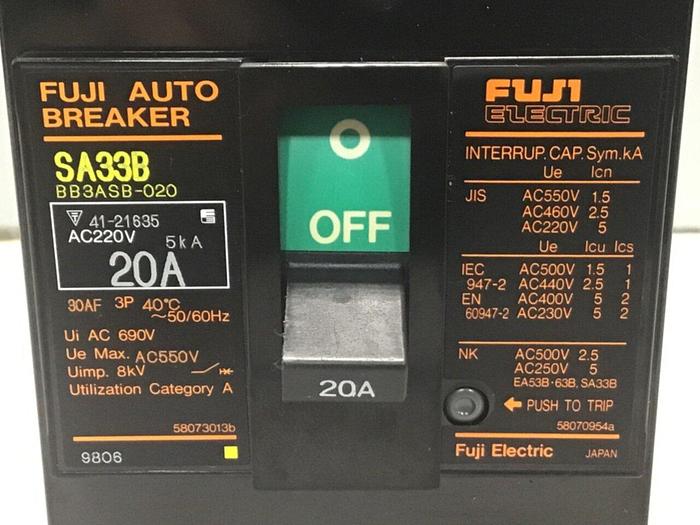 FUJI AUTO
BREAKER
SA33B
BB3ASB-020
41-21635
AC220V 5kA
20A
30AF 3P 40°C
~50/60Hz
Ui AC 690V
Ue Max. AC550V
Uimp. 8kV
Utilization Category A
58073013b
9806
O
OFF
20A
FUJI
ELECTRIC
INTERRUP. CAP. Sym. kA
Ue Icn
JIS AC550V 1.5
AC460V 2.5
AC220V 5
Ue Icu Ics
IEC AC500V 1.5 1
947-2 AC440V 2.5 1
EN AC400V 5 2
60947-2 AC230V 5 2
NK AC500V 2.5
AC250V 5
EA53B·63B, SA33B
← PUSH TO TRIP
58070954a
Fuji Electric JAPAN